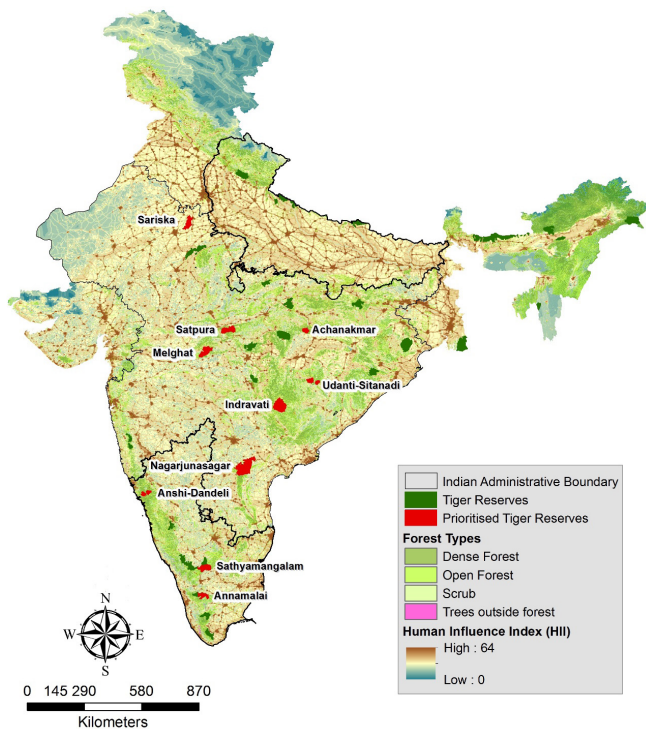 Sariska
Satpura
Achanakmar
Melghat
Udanti-Sitanadi
Indravati
Nagarjunasagar
Anshi-Dandeli
Sathyamangalam
Annamalai
N
W E
S
0 145 290 580 870
Kilometers
Indian Administrative Boundary
Tiger Reserves
Prioritised Tiger Reserves
Forest Types
Dense Forest
Open Forest
Scrub
Trees outside forest
Human Influence Index (HII)
High : 64
Low : 0